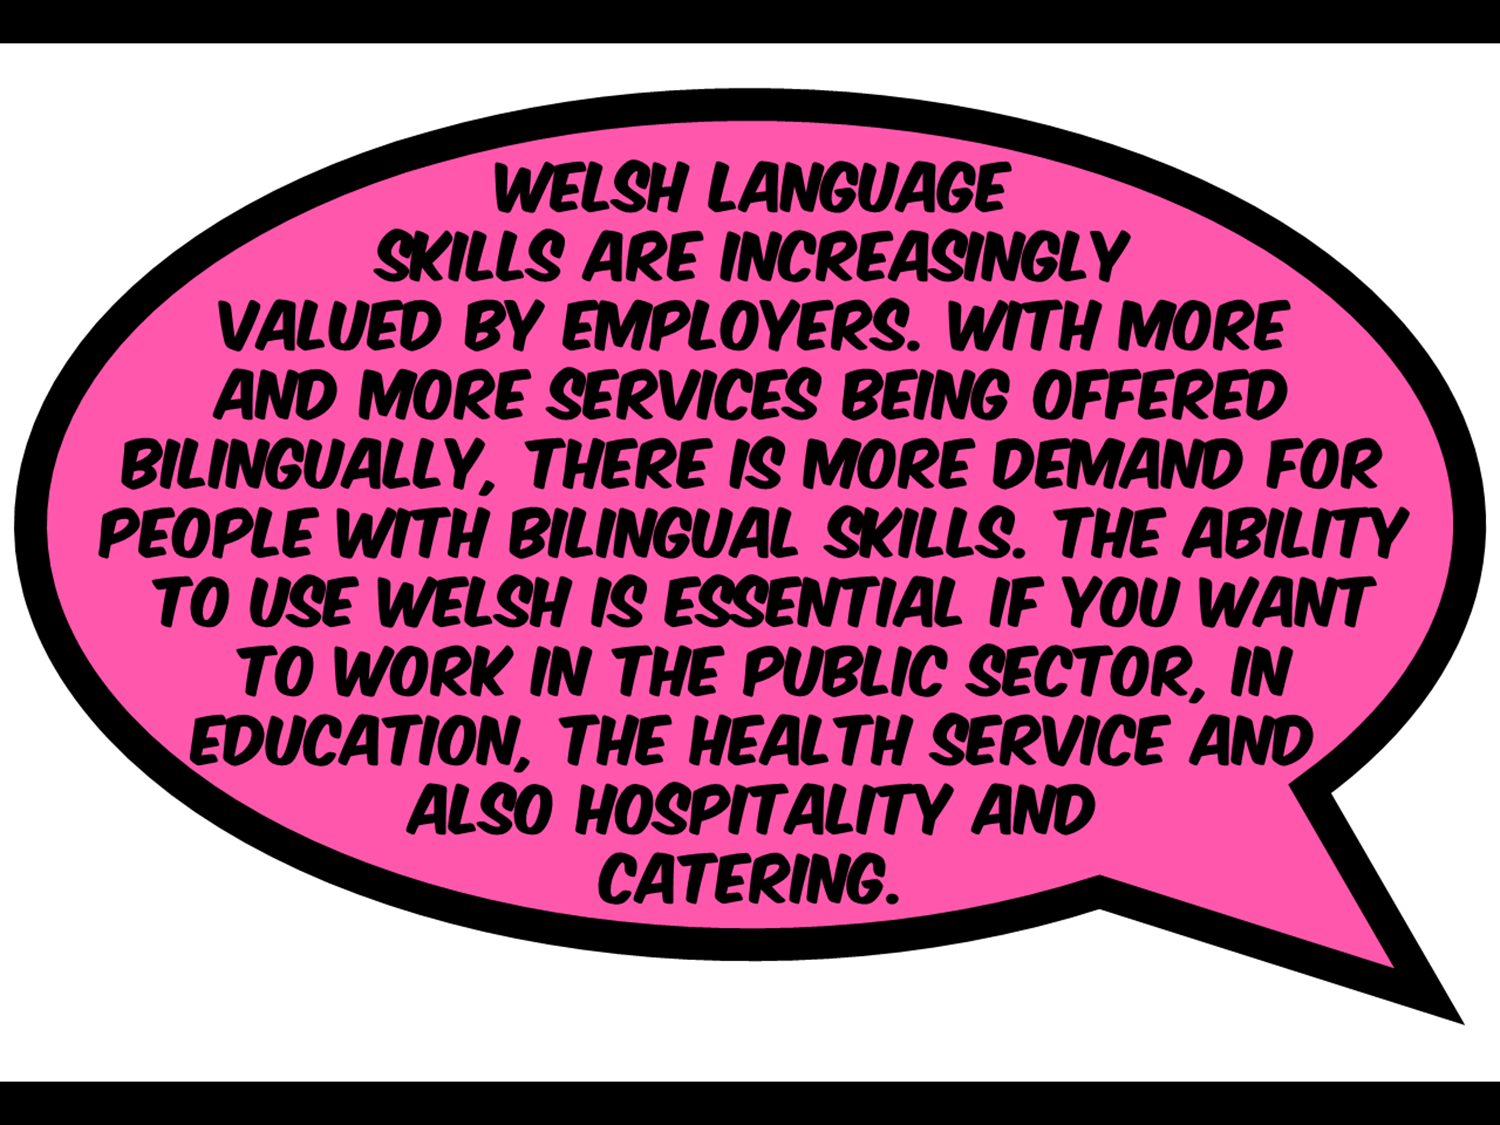 WELSH LANGUAGE
SKILLS ARE INCREASINGLY
VALUED BY EMPLOYERS. WITH MORE
AND MORE SERVICES BEING OFFERED
BILINGUALLY, THERE IS MORE DEMAND FOR
PEOPLE WITH BILINGUAL SKILLS. THE ABILITY
TO USE WELSH IS ESSENTIAL IF YOU WANT
TO WORK IN THE PUBLIC SECTOR, IN
EDUCATION, THE HEALTH SERVICE AND
ALSO HOSPITALITY AND
CATERING.